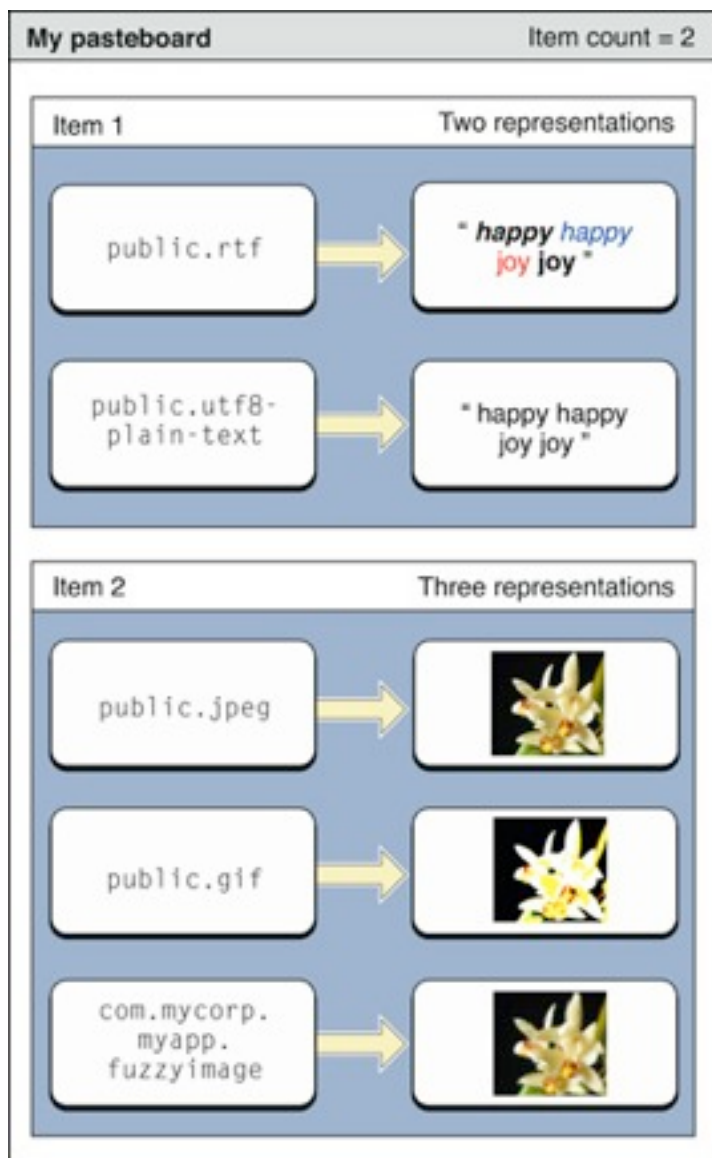 My pasteboard Item count = 2
Item 1 Two representations
public.rtf
" happy happy
joy joy "
public.utf8-
plain-text
" happy happy
joy joy "
Item 2 Three representations
public.jpeg
public.gif
com.mycorp.
myapp.
fuzzyimage